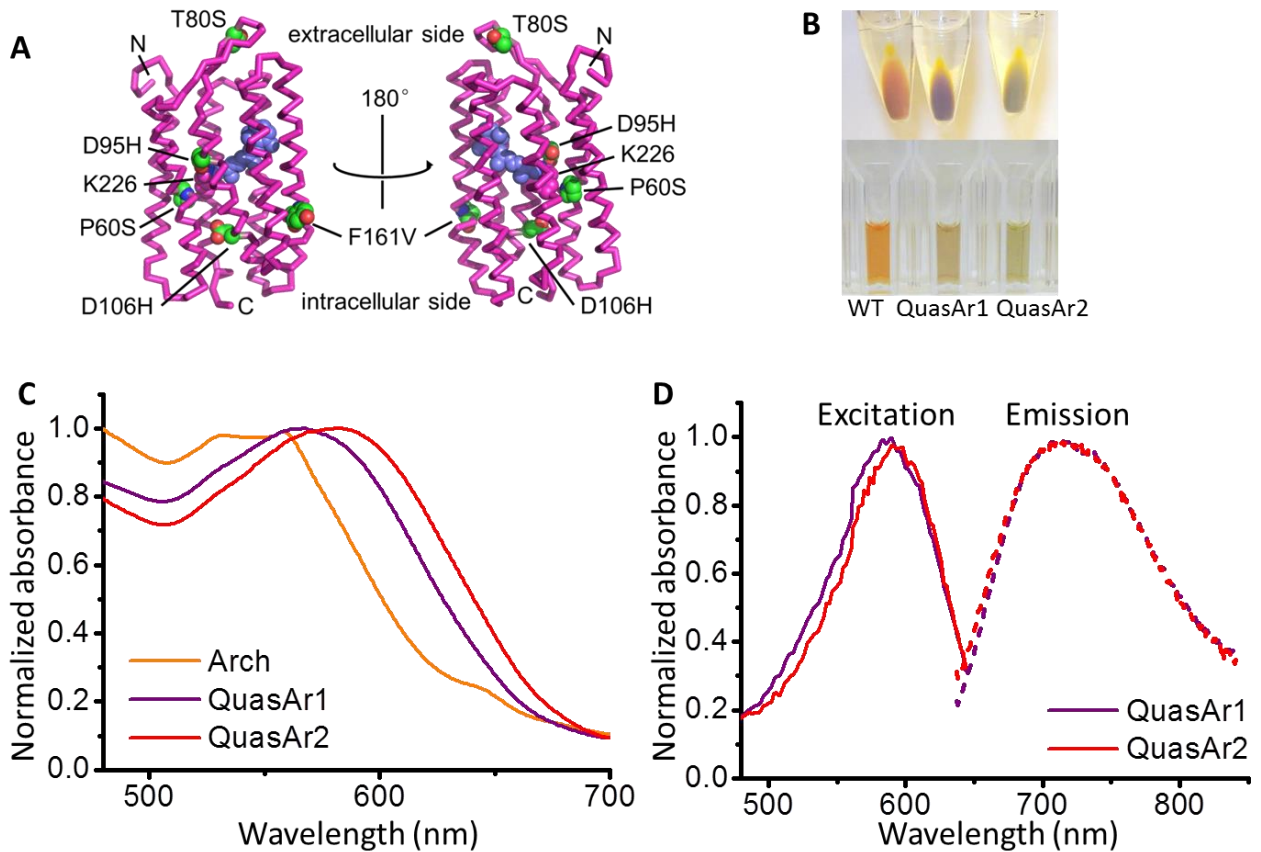 A
T80S
extracellular side
T80S
N
N
180°
D95H
D95H
K226
K226
P60S
P60S
F161V
D106H
intracellular side
C
D106H
C
B
WT QuasAr1 QuasAr2
C
Normalized absorbance
1.0
0.8
0.6
0.4
0.2
0.0
Arch
QuasAr1
QuasAr2
500 600 700
Wavelength (nm)
D
Excitation Emission
Normalized absorbance
1.0
0.8
0.6
0.4
0.2
0.0
QuasAr1
QuasAr2
500 600 700 800
Wavelength (nm)